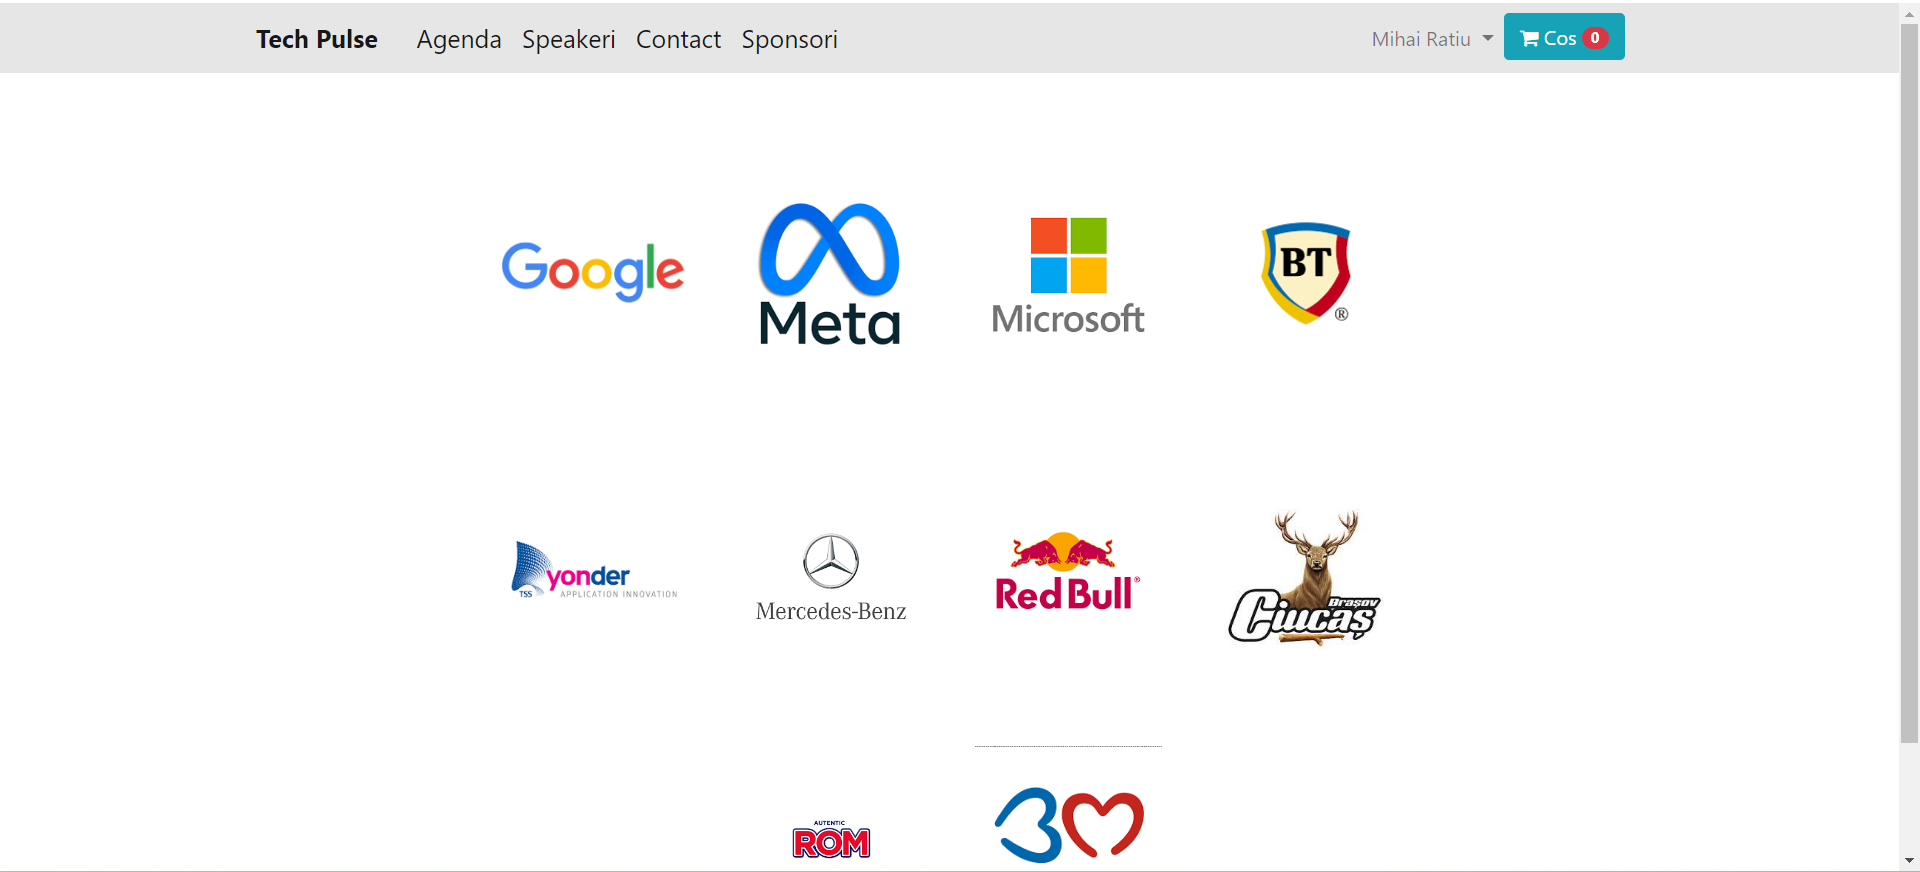 Tech Pulse Agenda Speakeri Contact Sponsori Mihai Ratiu Cos 0
Google
Meta
Microsoft
BT
®
yonder
TSS APPLICATION INNOVATION
Mercedes-Benz
Red Bull®
Brașov
Ciucaș
AUTENTIC
ROM